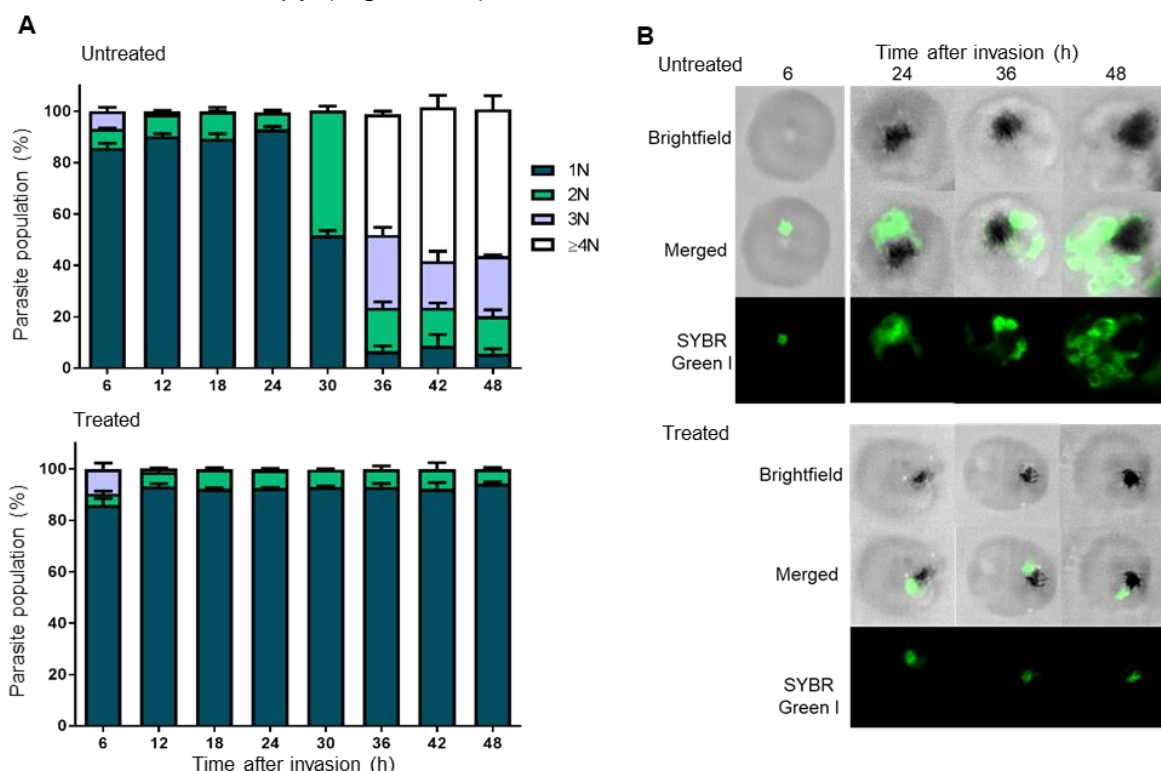 A
Untreated
Parasite population (%)
100
80
60
40
20
0
6 12 18 24 30 36 42 48
1N
2N
3N
≥4N
Treated
Parasite population (%)
100
80
60
40
20
0
6 12 18 24 30 36 42 48
Time after invasion (h)
B
Time after invasion (h)
Untreated 6 24 36 48
Brightfield
Merged
SYBR
Green I
Treated
Brightfield
Merged
SYBR
Green I